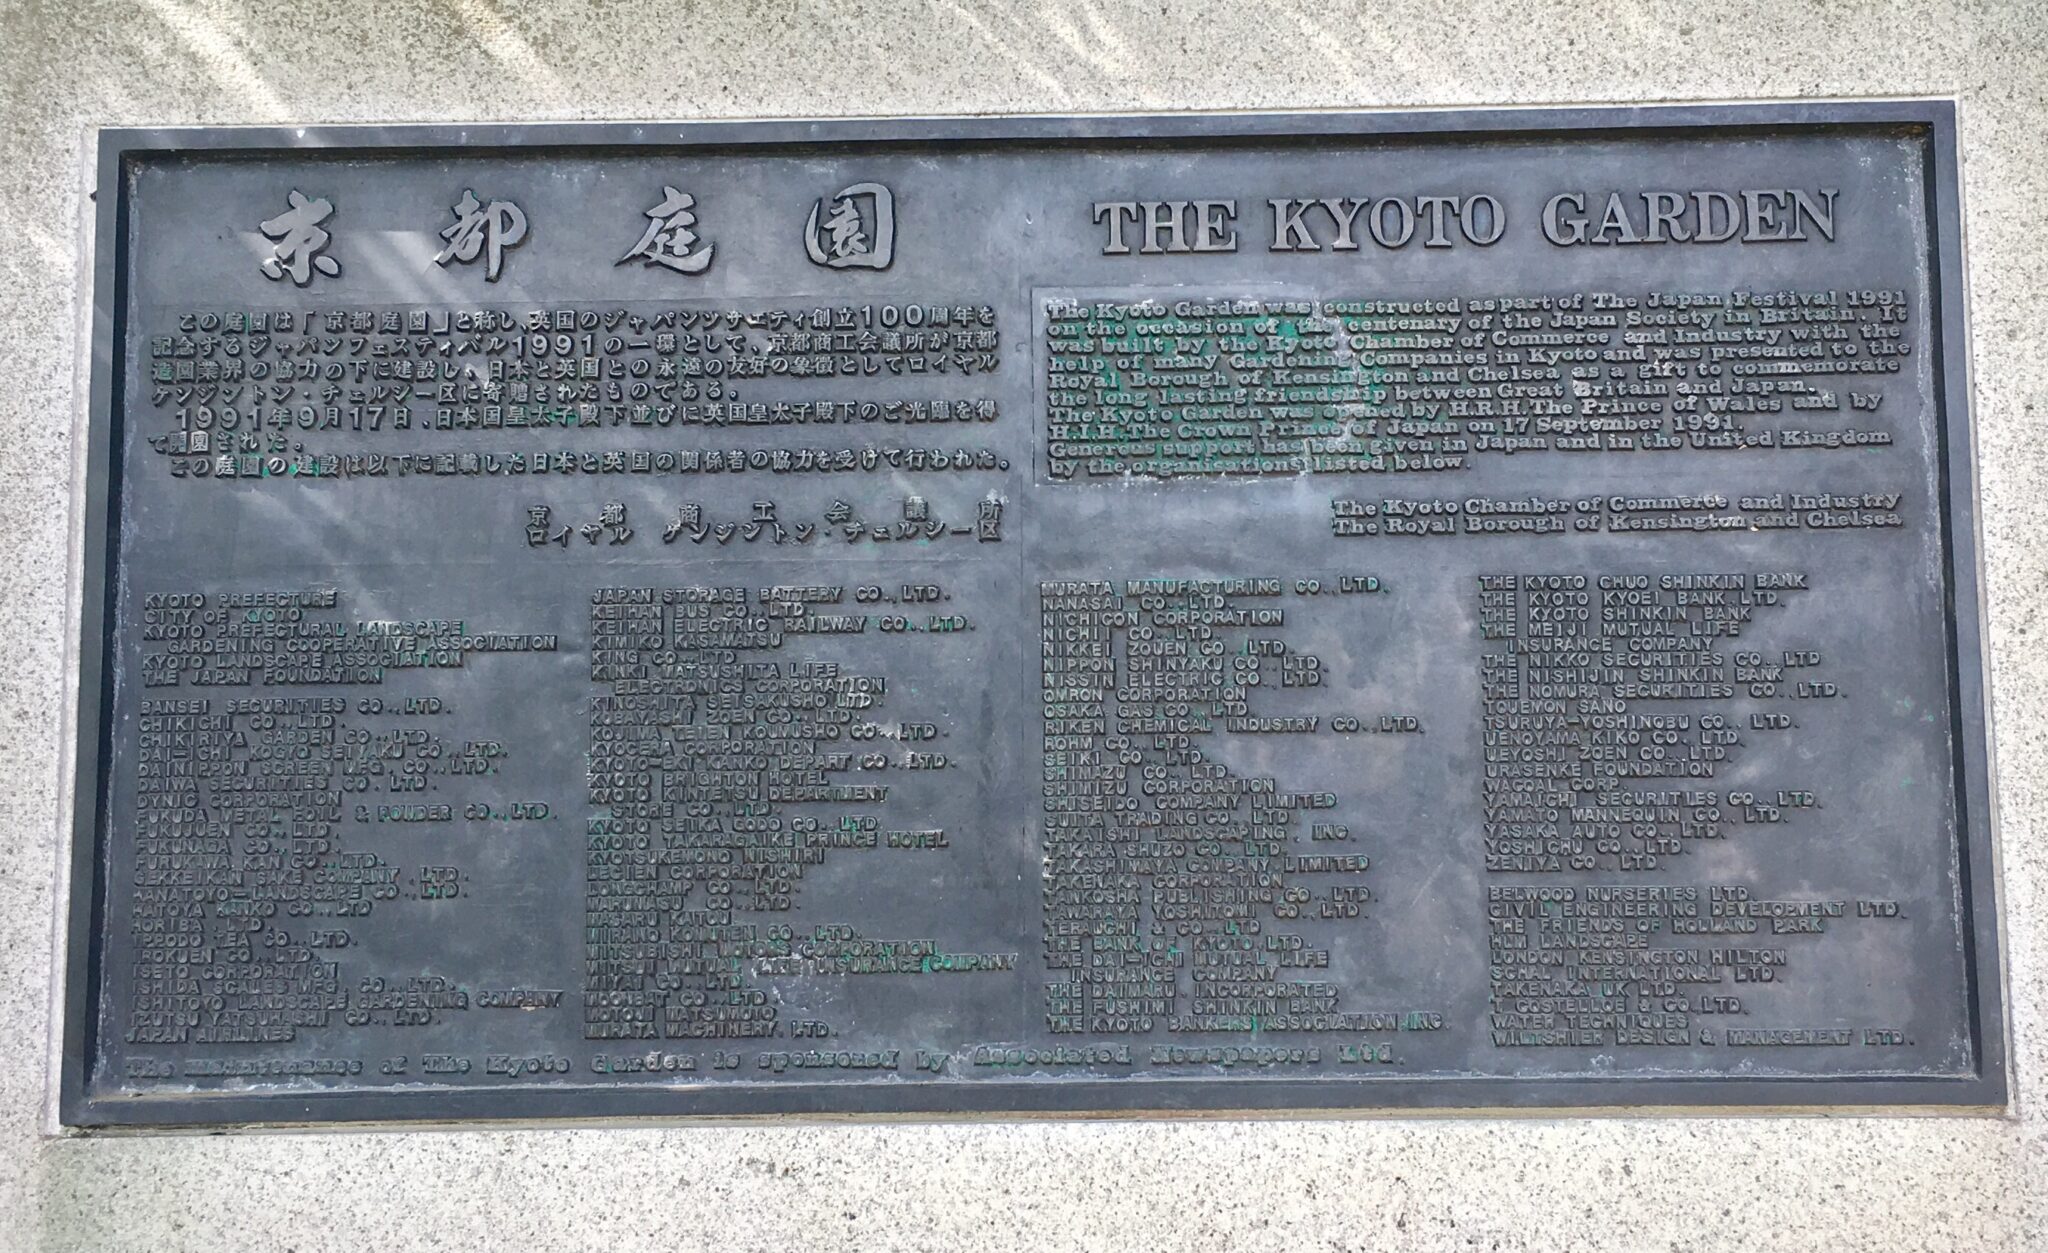 京都庭園
この庭園は「京都庭園」と称し、英国のジャパンソサエティ創立100周年を
記念するジャパンフェスティバル1991の一環として、京都商工会議所が京都
造園業界の協力の下に建設し、日本と英国との永遠の友好の象徴としてロイヤル
ケンジントン・チェルシー区に寄贈されたものである。
1991年9月17日、日本国皇太子殿下並びに英国皇太子殿下のご光臨を得
て開園された。
この庭園の建設は以下に記載した日本と英国の関係者の協力を受けて行われた。
京都商工会議所
ロイヤル ケンジントン・チェルシー区
THE KYOTO GARDEN
The Kyoto Garden was constructed as part of The Japan Festival 1991
on the occasion of the centenary of the Japan Society in Britain. It
was built by the Kyoto Chamber of Commerce and Industry with the
help of many Gardening Companies in Kyoto and was presented to the
Royal Borough of Kensington and Chelsea as a gift to commemorate
the long lasting friendship between Great Britain and Japan.
The Kyoto Garden was opened by H.R.H. The Prince of Wales and by
H.I.H. The Crown Prince of Japan on 17 September 1991.
Generous support has been given in Japan and in the United Kingdom
by the organisations listed below.
The Kyoto Chamber of Commerce and Industry
The Royal Borough of Kensington and Chelsea
KYOTO PREFECTURE
CITY OF KYOTO
KYOTO PREFECTURAL LANDSCAPE
GARDENING COOPERATIVE ASSOCIATION
KYOTO LANDSCAPE ASSOCIATION
THE JAPAN FOUNDATION
BANSEI SECURITIES CO.,LTD.
CHIKICHI CO.,LTD.
CHIKIRIYA GARDEN CO.,LTD.
DAI-ICHI KOGYO SEIYAKU CO.,LTD.
DAINIPPON SCREEN MFG. CO.,LTD.
DAIWA SECURITIES CO.,LTD.
DYNIC CORPORATION
FUKUDA METAL FOIL & POWDER CO.,LTD.
FUKUJUEN CO.,LTD.
FUKUNAGA CO.,LTD.
FURUKAWA KAN CO.,LTD.
GEKKEIKAN SAKE COMPANY,LTD.
HANATOYO-LANDSCAPE CO.,LTD.
HATOYA KANKO CO.,LTD
HORIBA,LTD.
IPPODO TEA CO.,LTD.
IROKUEN CO.,LTD.
ISETO CORPORATION
ISHIDA SCALES MFG. CO.,LTD.
ISHITOYO LANDSCAPE GARDENING COMPANY
IZUTSU YATSUHASHI CO.,LTD.
JAPAN AIRLINES
JAPAN STORAGE BATTERY CO.,LTD.
KEIHAN BUS CO.,LTD.
KEIHAN ELECTRIC RAILWAY CO.,LTD.
KIMIKO KASAMATSU
KING CO.,LTD
KINKI MATSUSHITA LIFE
ELECTRONICS CORPORATION
KINOSHITA SEISAKUSHO LTD.
KOBAYASHI ZOEN CO.,LTD.
KOJIMA TEIEN KOUMUSHO CO.,LTD.
KYOCERA CORPORATION
KYOTO-EKI KANKO DEPART CO.,LTD.
KYOTO BRIGHTON HOTEL
KYOTO KINTETSU DEPARTMENT
STORE CO.,LTD.
KYOTO SEIKA GODO CO.,LTD.
KYOTO TAKARAGAIKE PRINCE HOTEL
KYOTSUKEMONO NISHIRI
LECIEN CORPORATION
LONGCHAMP CO.,LTD.
MARUMASU CO.,LTD.
MASARU KAITOU
MIRANO KOHUTEN CO.,LTD.
MITSUBISHI MOTORS CORPORATION
MITSUI MUTUAL LIFE INSURANCE COMPANY
MIYAI CO.,LTD.
MOONBAT CO.,LTD.
MOTOJI MATSUMOTO
MURATA MACHINERY,LTD.
MURATA MANUFACTURING CO.,LTD.
NANASAI CO.,LTD.
NICHICON CORPORATION
NICHII CO.,LTD.
NIKKEI ZOUEN CO.,LTD.
NIPPON SHINYAKU CO.,LTD.
NISSIN ELECTRIC CO.,LTD.
OMRON CORPORATION
OSAKA GAS CO.,LTD
RIKEN CHEMICAL INDUSTRY CO.,LTD.
ROHM CO.,LTD.
SEIKI CO.,LTD.
SHIMAZU CO.,LTD.
SHIMIZU CORPORATION
SHISEIDO COMPANY LIMITED
SUITA TRADING CO.,LTD.
TAKAISHI LANDSCAPING, INC.
TAKARA SHUZO CO.,LTD.
TAKASHIMAYA COMPANY LIMITED
TAKENAKA CORPORATION
TANKOSHA PUBLISHING CO.,LTD.
TAWARAYA YOSHITOMI CO.,LTD.
TERAUCHI & CO.,LTD
THE BANK OF KYOTO, LTD.
THE DAI-ICHI MUTUAL LIFE
INSURANCE COMPANY
THE DAIMARU, INCORPORATED
THE FUSHIMI SHINKIN BANK
THE KYOTO BANKERS ASSOCIATION INC.
THE KYOTO CHUO SHINKIN BANK
THE KYOTO KYOEI BANK,LTD.
THE KYOTO SHINKIN BANK
THE MEIJI MUTUAL LIFE
INSURANCE COMPANY
THE NIKKO SECURITIES CO.,LTD
THE NISHIJIN SHINKIN BANK
THE NOMURA SECURITIES CO.,LTD.
TOUEMON SANO
TSURUYA-YOSHINOBU CO.,LTD.
UENOYAMA KIKO CO.,LTD.
UEYOSHI ZOEN CO.,LTD.
URASENKE FOUNDATION
WACOAL CORP.
YAMAICHI SECURITIES CO.,LTD.
YAMATO MANNEQUIN CO.,LTD.
YASAKA AUTO CO.,LTD.
YOSHICHU CO.,LTD.
ZENIYA CO.,LTD.
BELWOOD NURSERIES LTD.
CIVIL ENGINEERING DEVELOPMENT LTD.
THE FRIENDS OF HOLLAND PARK
HLM LANDSCAPE
LONDON KENSINGTON HILTON
SCHAL INTERNATIONAL LTD.
TAKENAKA UK LTD.
T COSTELLOE & CO.LTD.
WATER TECHNIQUES
WILTSHIER DESIGN & MANAGEMENT LTD.
The Maintenance of The Kyoto Garden is sponsored by Associated Newspapers Ltd.